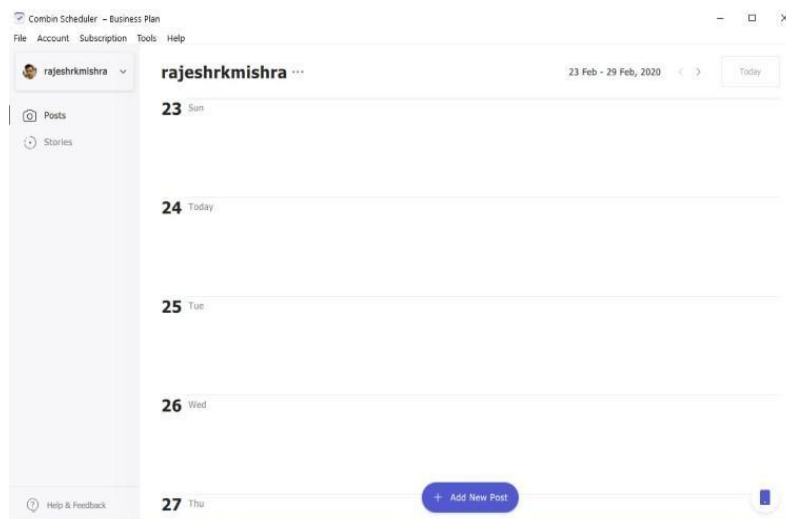 Combin Scheduler – Business Plan
File Account Subscription Tools Help
rajeshrkmishra
rajeshrkmishra ...
23 Feb - 29 Feb, 2020
Today
Posts
Stories
23 Sun
24 Today
25 Tue
26 Wed
27 Thu
+ Add New Post
Help & Feedback